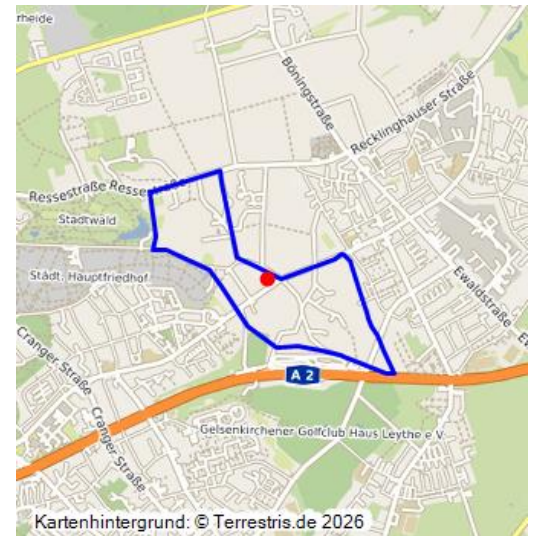 rheide
Böningstraße
Recklinghauser Straße
Ressestraße Ressestraße
Stadtwald
Städt. Hauptfriedhof
Ewaldstraße
Cranger Straße
Cranger Straße
A 2
Gelsenkirchener Golfclub Haus Leythe e V
Kartenhintergrund: © Terrestris.de 2026